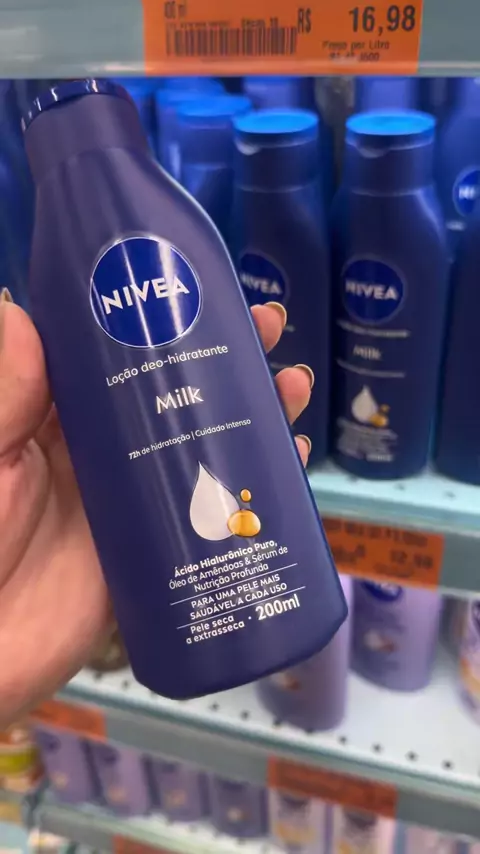 400 ml
R$ 16,98
Preço por Litro
NIVEA
Loção deo-hidratante
Milk
72h de hidratação | Cuidado Intenso
Ácido Hialurônico Puro,
Óleo de Amêndoas & Sérum de
Nutrição Profunda
PARA UMA PELE MAIS
SAUDÁVEL A CADA USO
Pele seca
a extrasseca • 200ml
NIVEA
NIVEA
Milk